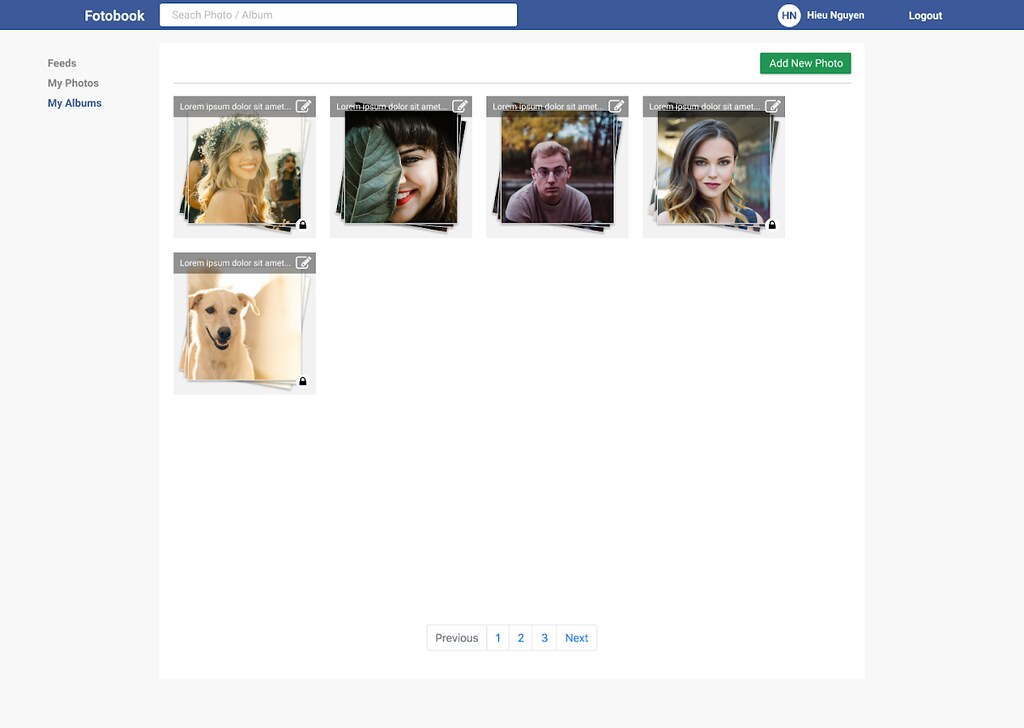 Fotobook
Seach Photo / Album
HN Hieu Nguyen
Logout
Feeds
My Photos
My Albums
Add New Photo
Lorem ipsum dolor sit amet...
Lorem ipsum dolor sit amet...
Lorem ipsum dolor sit amet...
Lorem ipsum dolor sit amet...
Lorem ipsum dolor sit amet...
Previous 1 2 3 Next